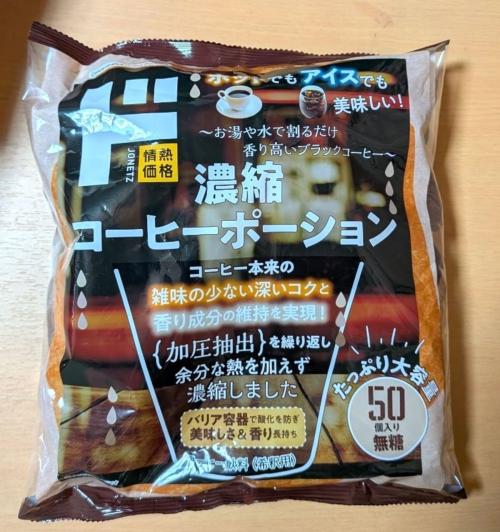 ホットでもアイスでも
美味しい!
ド
JONETZ
情熱
価格
～お湯や水で割るだけ
香り高いブラックコーヒー～
濃縮
コーヒーポーション
コーヒー本来の
雑味の少ない深いコクと
香り成分の維持を実現!
{加圧抽出}を繰り返し
余分な熱を加えず
濃縮しました
バリア容器で酸化を防ぎ
美味しさ&香り長持ち
たっぷり大容量
50
個入り
無糖
コーヒー飲料(希釈用)